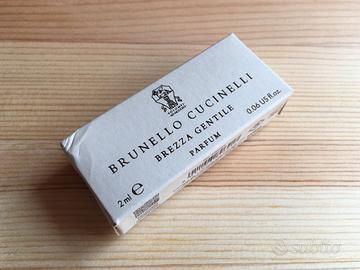 BRUNELLO CUCINELLI
BREZZA GENTILE
PARFUM
2 ml e
0.06 US fl.oz.
subito